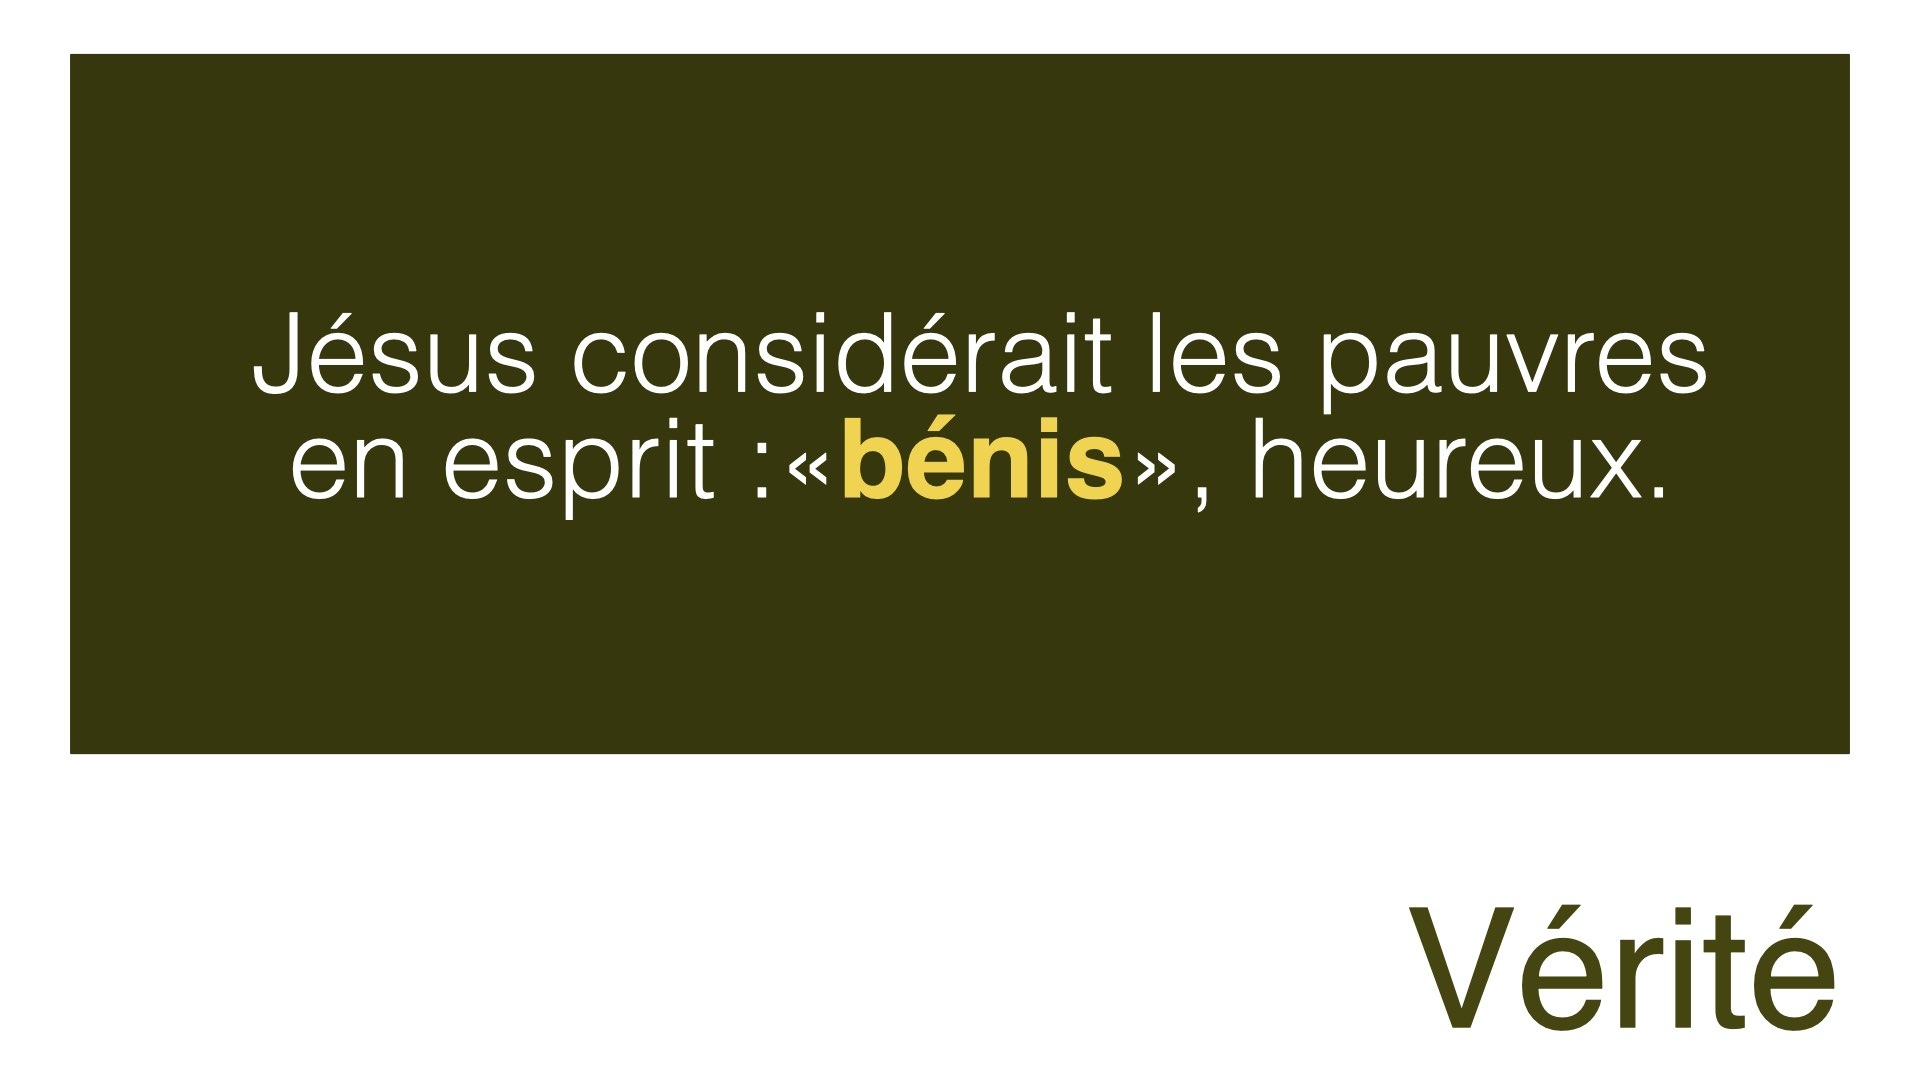 Jésus considérait les pauvres
en esprit :«bénis», heureux.
Vérité